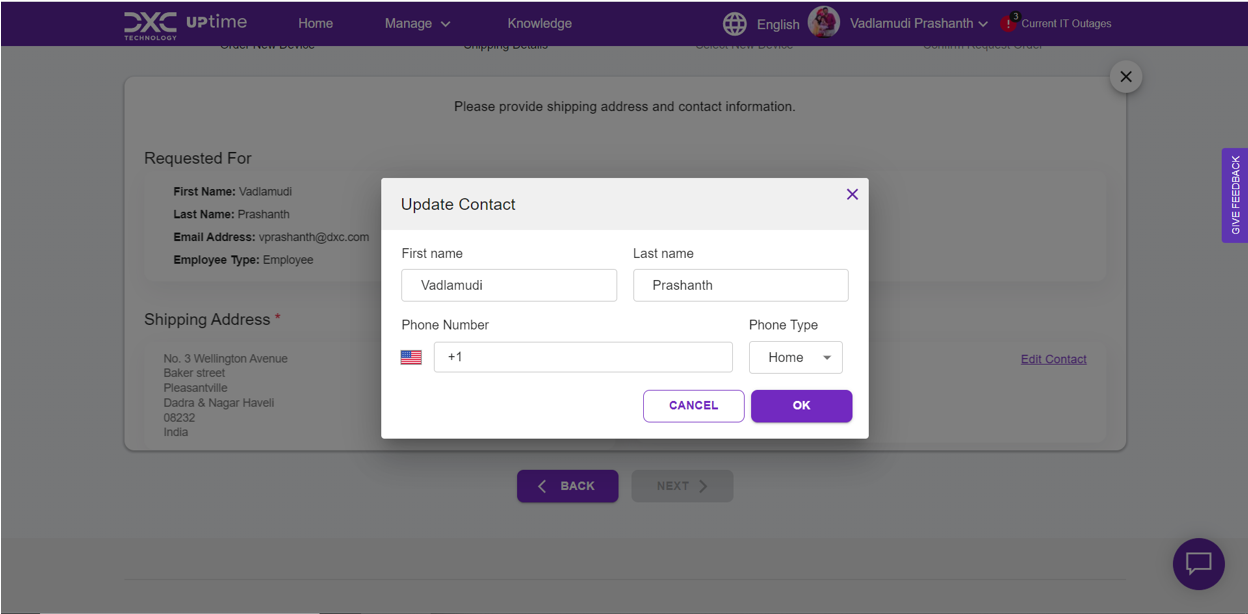 DXC TECHNOLOGY UPtime Home Manage Knowledge English Vadlamudi Prashanth 3 Current IT Outages
Order New Device Shipping Details Select New Device Confirm Request Order
Please provide shipping address and contact information.
Requested For
First Name: Vadlamudi
Last Name: Prashanth
Email Address: vprashanth@dxc.com
Employee Type: Employee
GIVE FEEDBACK
Update Contact
First name Last name
Vadlamudi Prashanth
Phone Number Phone Type
+1 Home
CANCEL OK
Shipping Address *
No. 3 Wellington Avenue
Baker street
Pleasantville
Dadra & Nagar Haveli
08232
India
Edit Contact
BACK NEXT